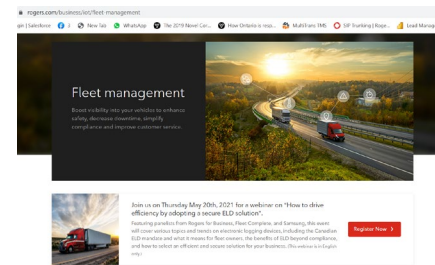 rogers.com/business/iot/fleet-management
Salesforce
New Tab
WhatsApp
The 2019 Novel Cor...
How Ontario is resp...
MultiTrans TMS
SIP Trunking | Roge...
Lead Manag
Fleet management
Boost visibility into your vehicles to enhance
safety, decrease downtime, simplify
compliance and improve customer service.
Join us on Thursday May 20th, 2021 for a webinar on "How to drive
efficiency by adopting a secure ELD solution".
Featuring panelists from Rogers for Business, Fleet Complete, and Samsung, this event
will cover various topics and trends on electronic logging devices, including the Canadian
ELD mandate and what it means for fleet owners, the benefits of ELD beyond compliance,
and how to select an efficient and secure solution for your business. (This webinar is in English
only.)
Register Now >